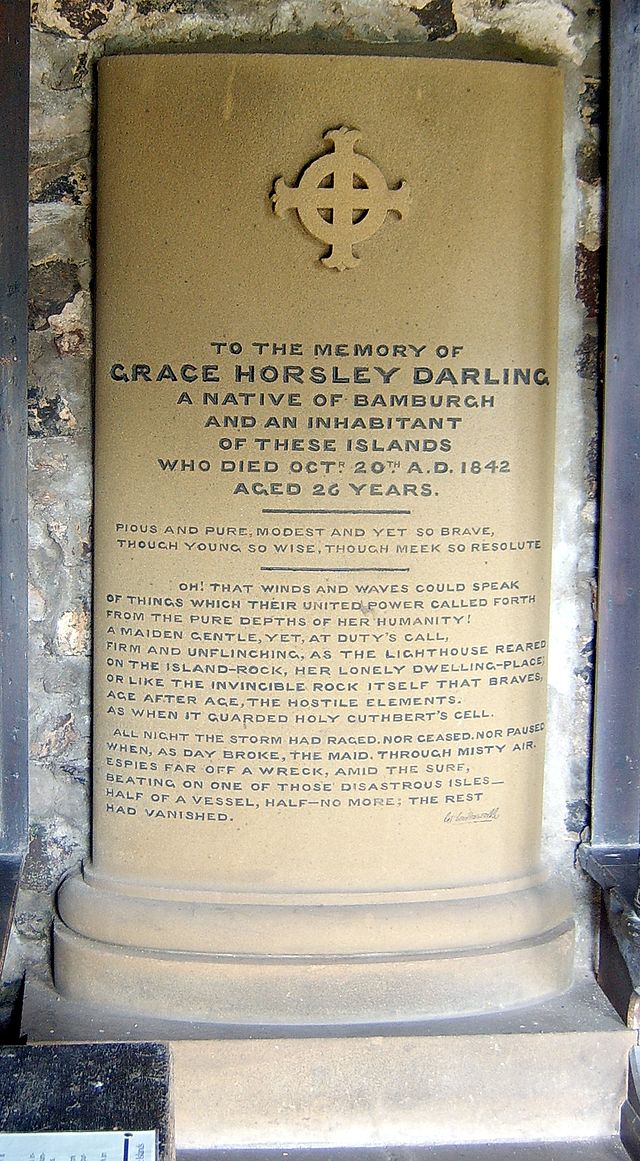 TO THE MEMORY OF
GRACE HORSLEY DARLING
A NATIVE OF BAMBURGH
AND AN INHABITANT
OF THESE ISLANDS
WHO DIED OCTR. 20TH A.D. 1842
AGED 26 YEARS.
PIOUS AND PURE, MODEST AND YET SO BRAVE,
THOUGH YOUNG SO WISE, THOUGH MEEK SO RESOLUTE
OH! THAT WINDS AND WAVES COULD SPEAK
OF THINGS WHICH THEIR UNITED POWER CALLED FORTH
FROM THE PURE DEPTHS OF HER HUMANITY!
A MAIDEN GENTLE, YET, AT DUTY'S CALL,
FIRM AND UNFLINCHING, AS THE LIGHTHOUSE REARED
ON THE ISLAND-ROCK, HER LONELY DWELLING-PLACE;
OR LIKE THE INVINCIBLE ROCK ITSELF THAT BRAVES,
AGE AFTER AGE, THE HOSTILE ELEMENTS.
AS WHEN IT GUARDED HOLY CUTHBERT'S CELL.
ALL NIGHT THE STORM HAD RAGED, NOR CEASED, NOR PAUSED
WHEN, AS DAY BROKE, THE MAID, THROUGH MISTY AIR,
ESPIES FAR OFF A WRECK, AMID THE SURF,
BEATING ON ONE OF THOSE DISASTROUS ISLES—
HALF OF A VESSEL, HALF—NO MORE; THE REST
HAD VANISHED.
Wm Wordsworth